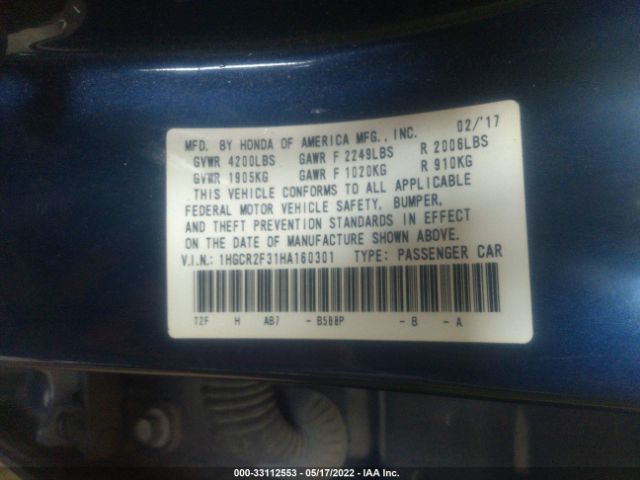 02/'17
MFD. BY HONDA OF AMERICA MFG., INC.
GVWR 4200LBS GAWR F 2249LBS R 2006LBS
GVWR 1905KG GAWR F 1020KG R 910KG
THIS VEHICLE CONFORMS TO ALL APPLICABLE
FEDERAL MOTOR VEHICLE SAFETY, BUMPER,
AND THEFT PREVENTION STANDARDS IN EFFECT
ON THE DATE OF MANUFACTURE SHOWN ABOVE.
V.I.N.: 1HGCR2F31HA160301 TYPE: PASSENGER CAR
T2F H AB7 - B588P - B - A
000-33112553 - 05/17/2022 - IAA Inc.